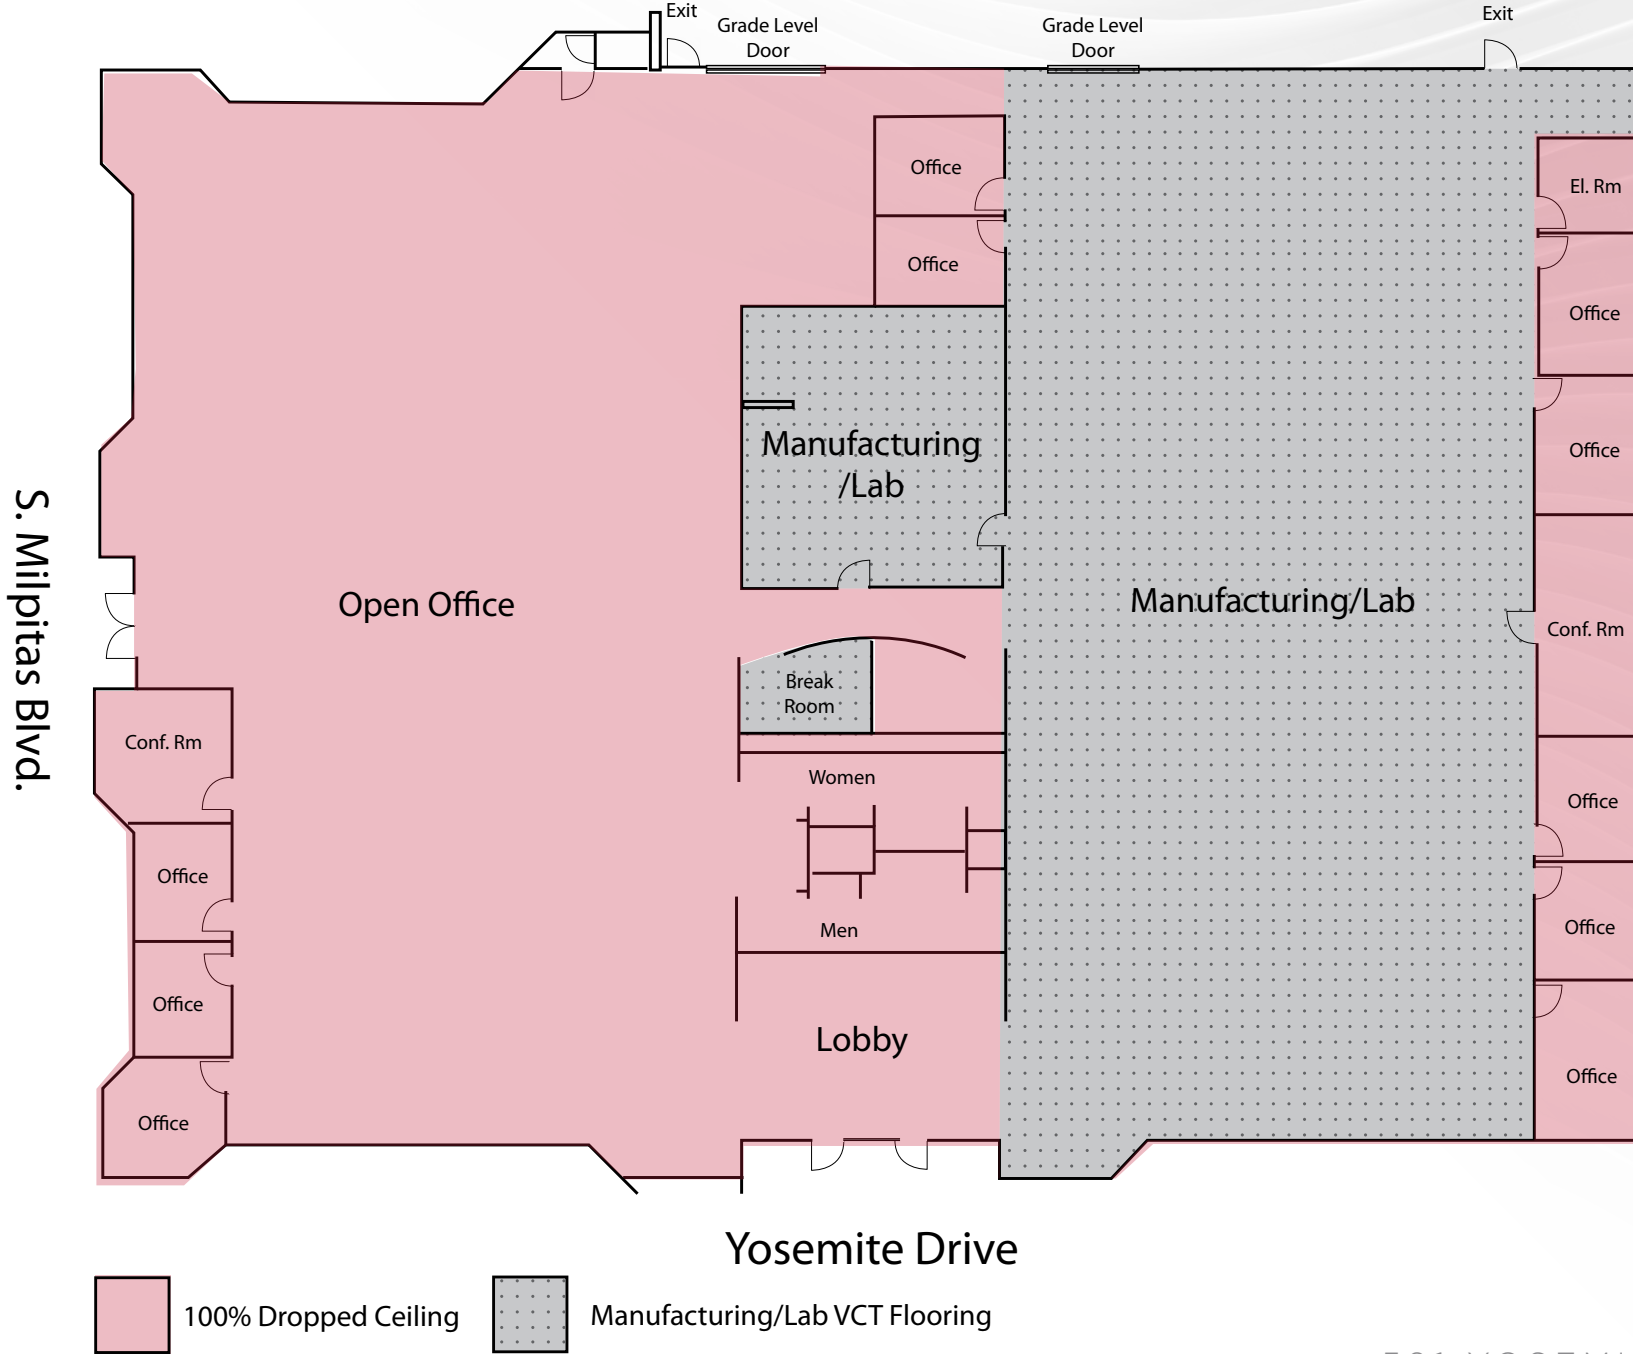 Exit
Grade Level
Door
Grade Level
Door
Exit
Office
El. Rm
Office
Office
Manufacturing
/Lab
Office
Open Office
Manufacturing/Lab
Conf. Rm
S. Milpitas Blvd.
Break
Room
Conf. Rm
Women
Office
Office
Men
Office
Office
Lobby
Office
Office
Yosemite Drive
100% Dropped Ceiling
Manufacturing/Lab VCT Flooring